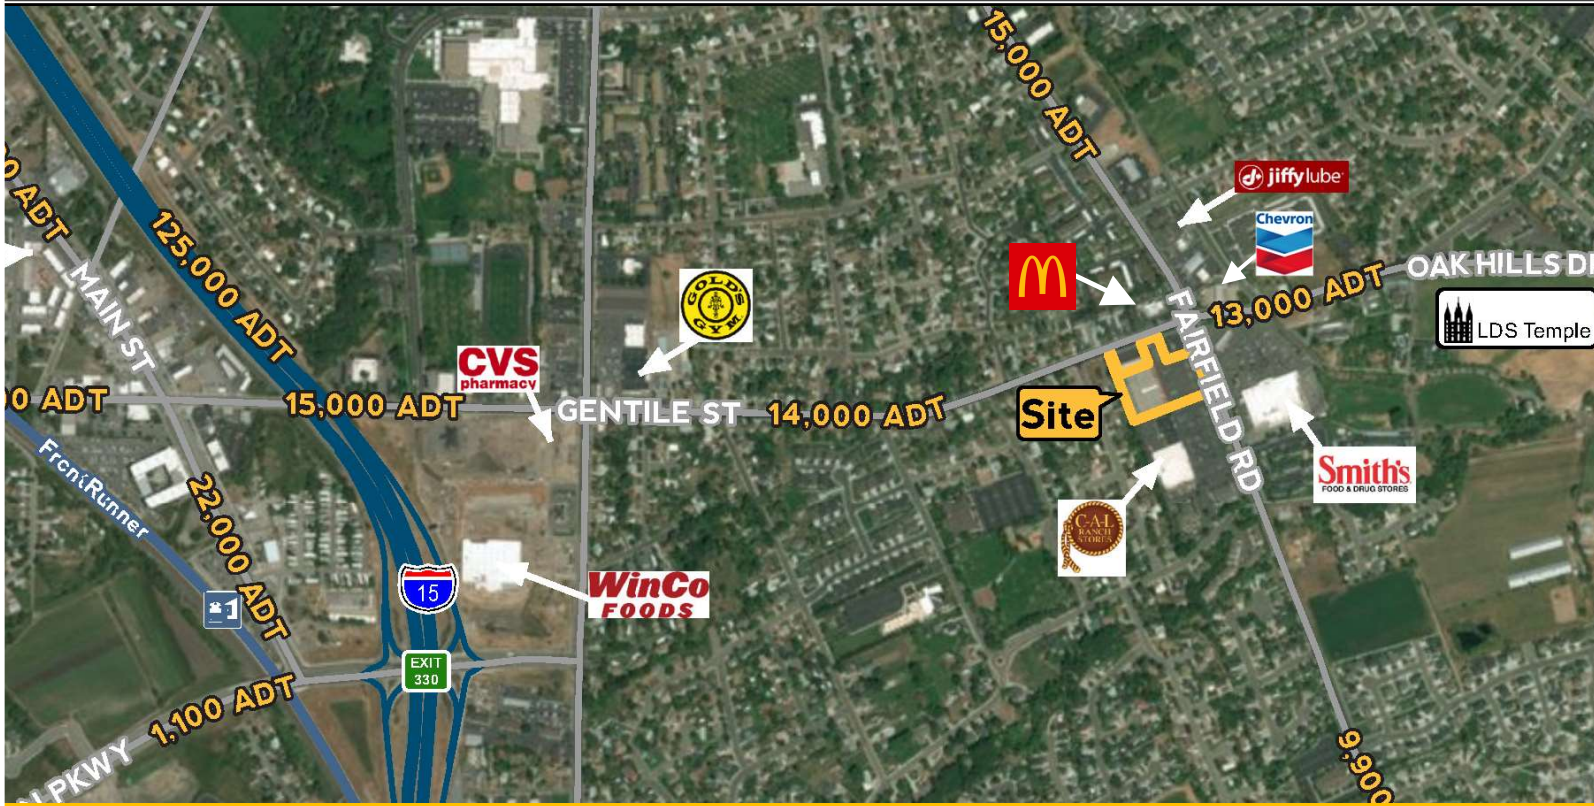 15,000 ADT
jiffylube
Chevron
0 ADT
125,000 ADT
OAK HILLS
13,000 ADT
MAIN ST
GOLD'S
GYM
FAIRFIELD RD
LDS Temple
CVS
pharmacy
00 ADT
15,000 ADT
GENTILE ST
14,000 ADT
Site
FrontRunner
22,000 ADT
Smith's
FOOD & DRUG STORES
C-A-L
RANCH
STORES
15
WinCo
FOODS
EXIT
330
1,100 ADT
PKWY
9,900